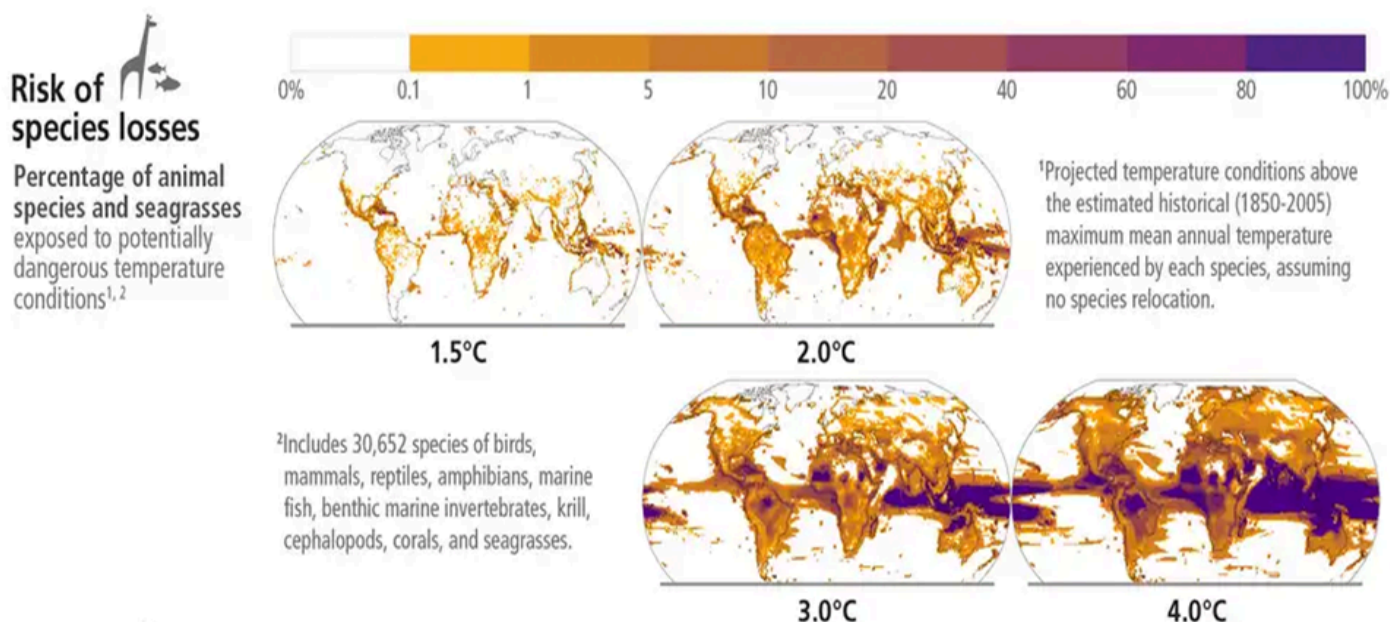 Risk of
species losses
Percentage of animal
species and seagrasses
exposed to potentially
dangerous temperature
conditions¹, ²
0% 0.1 1 5 10 20 40 60 80 100%
1.5°C
2.0°C
¹Projected temperature conditions above
the estimated historical (1850-2005)
maximum mean annual temperature
experienced by each species, assuming
no species relocation.
²Includes 30,652 species of birds,
mammals, reptiles, amphibians, marine
fish, benthic marine invertebrates, krill,
cephalopods, corals, and seagrasses.
3.0°C
4.0°C